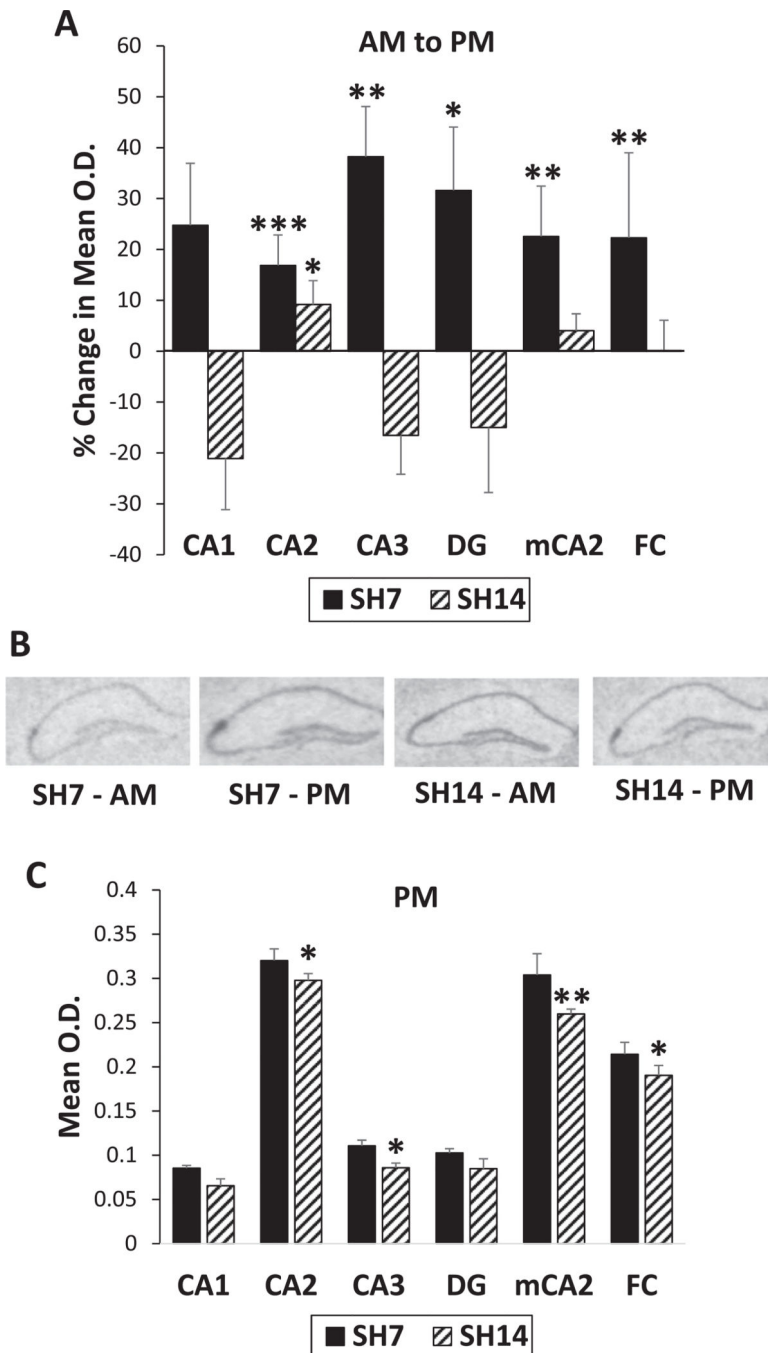 A
AM to PM
% Change in Mean O.D.
60
50
40
30
20
10
0
-10
-20
-30
-40
**
*
**
**
***
*
CA1 CA2 CA3 DG mCA2 FC
SH7 SH14
B
SH7 - AM SH7 - PM SH14 - AM SH14 - PM
C
PM
Mean O.D.
0.4
0.35
0.3
0.25
0.2
0.15
0.1
0.05
0
*
**
*
*
CA1 CA2 CA3 DG mCA2 FC
SH7 SH14